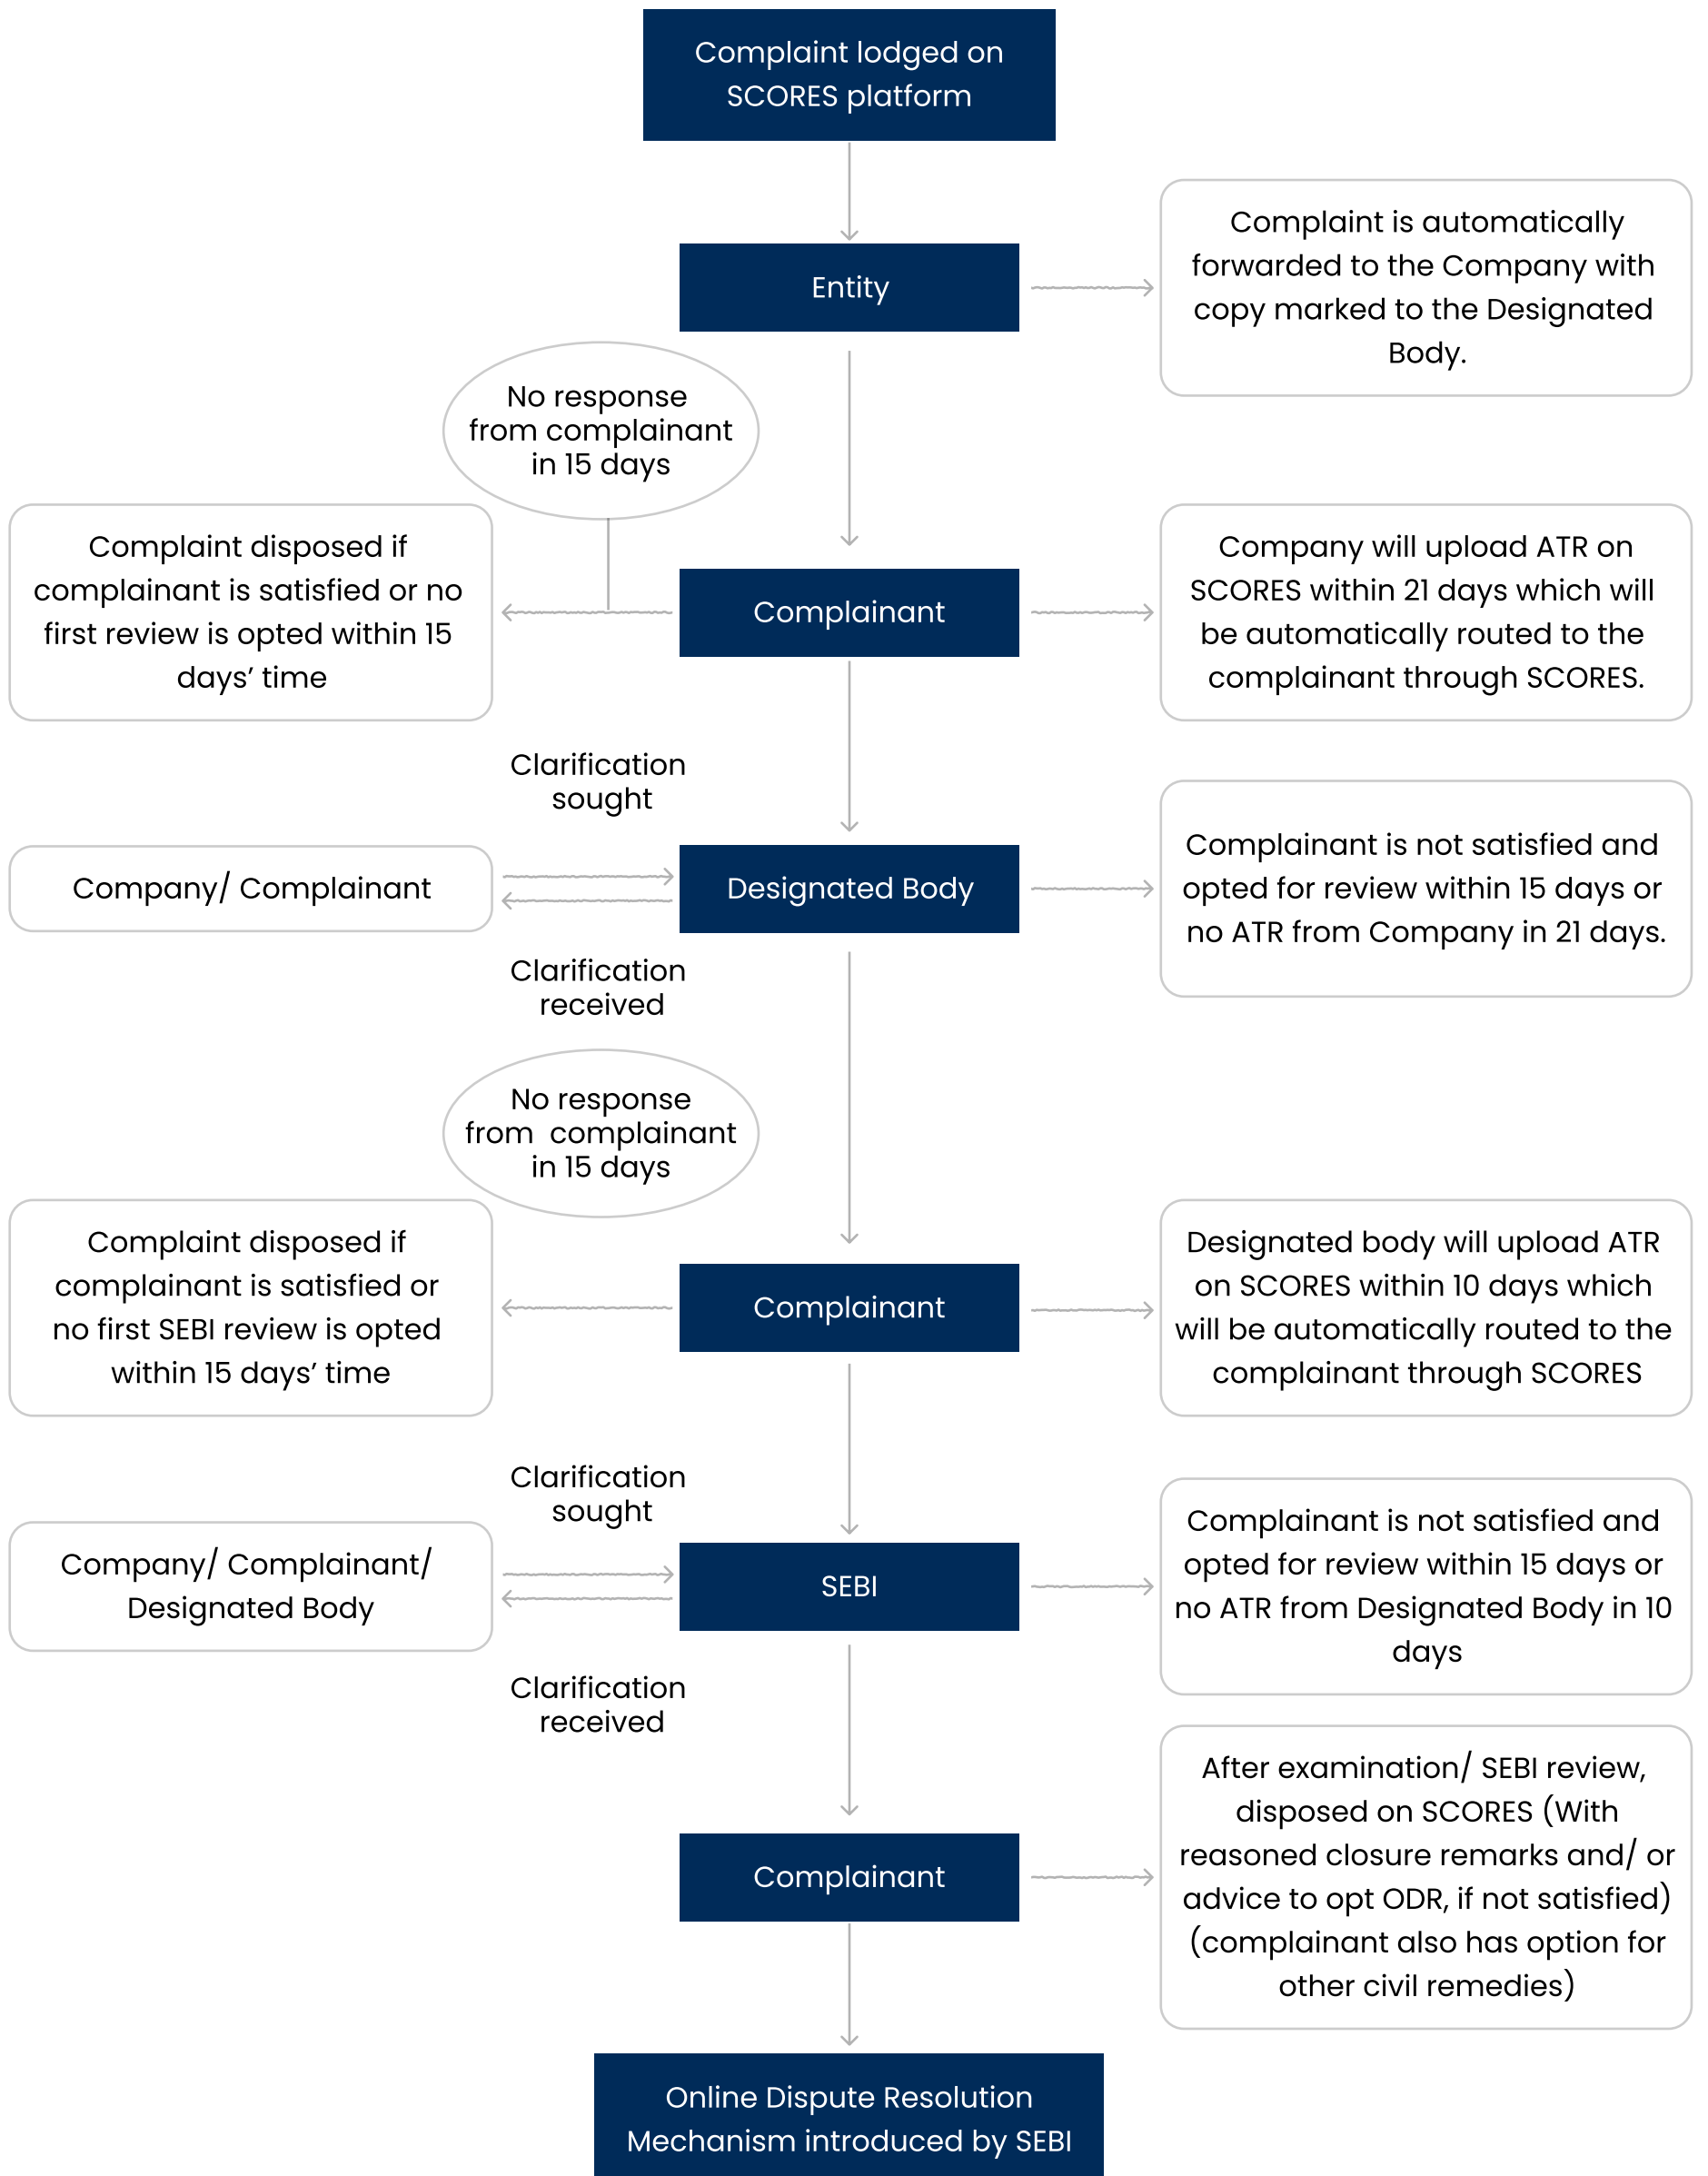 Complaint lodged on
SCORES platform
Entity
Complaint is automatically
forwarded to the Company with
copy marked to the Designated
Body.
No response
from complainant
in 15 days
Complaint disposed if
complainant is satisfied or no
first review is opted within 15
days’ time
Complainant
Company will upload ATR on
SCORES within 21 days which will
be automatically routed to the
complainant through SCORES.
Clarification
sought
Company/ Complainant
Designated Body
Complainant is not satisfied and
opted for review within 15 days or
no ATR from Company in 21 days.
Clarification
received
No response
from complainant
in 15 days
Complaint disposed if
complainant is satisfied or
no first SEBI review is opted
within 15 days’ time
Complainant
Designated body will upload ATR
on SCORES within 10 days which
will be automatically routed to the
complainant through SCORES
Clarification
sought
Company/ Complainant/
Designated Body
SEBI
Complainant is not satisfied and
opted for review within 15 days or
no ATR from Designated Body in 10
days
Clarification
received
Complainant
After examination/ SEBI review,
disposed on SCORES (With
reasoned closure remarks and/ or
advice to opt ODR, if not satisfied)
(complainant also has option for
other civil remedies)
Online Dispute Resolution
Mechanism introduced by SEBI